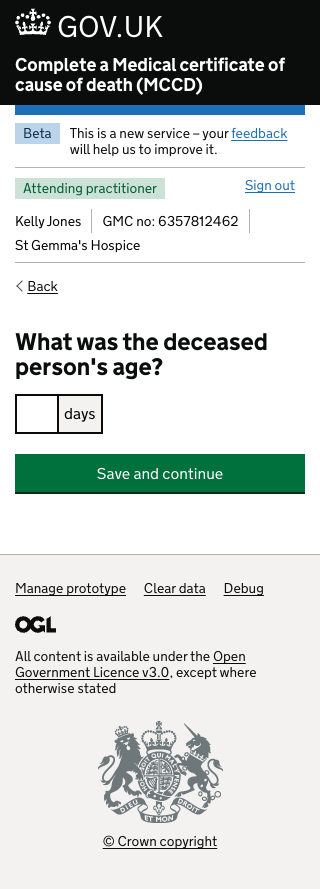 GOV.UK
Complete a Medical certificate of
cause of death (MCCD)
Beta
This is a new service – your feedback
will help us to improve it.
Attending practitioner
Sign out
Kelly Jones
GMC no: 6357812462
St Gemma's Hospice
Back
What was the deceased
person's age?
days
Save and continue
Manage prototype
Clear data
Debug
OGL
All content is available under the Open
Government Licence v3.0, except where
otherwise stated
DIEU ET MON DROIT
© Crown copyright